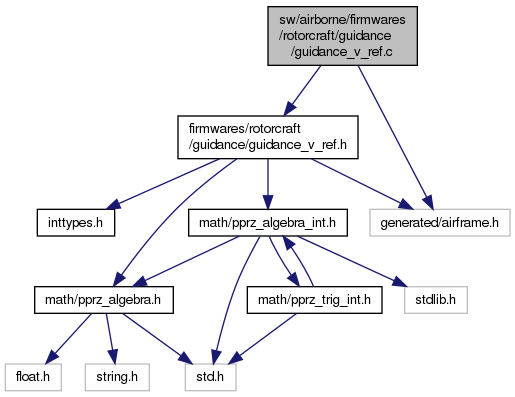 sw/airborne/firmwares
/rotorcraft/guidance
/guidance_v_ref.c
firmwares/rotorcraft
/guidance/guidance_v_ref.h
inttypes.h
math/pprz_algebra_int.h
generated/airframe.h
math/pprz_algebra.h
math/pprz_trig_int.h
stdlib.h
float.h
string.h
std.h